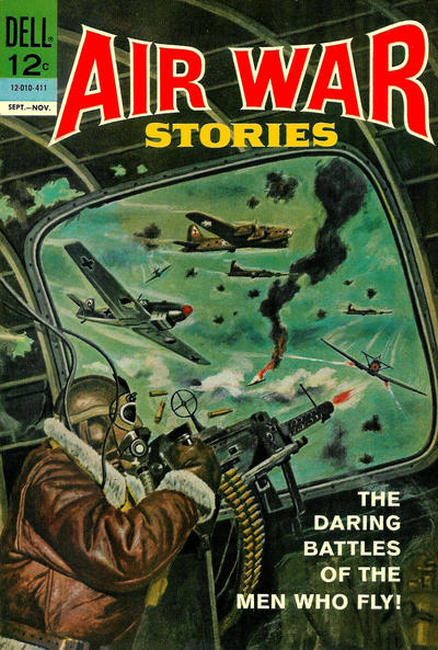 DELL®
12¢
12-010-411
SEPT.—NOV.
AIR WAR
STORIES
THE
DARING
BATTLES
OF THE
MEN WHO FLY!